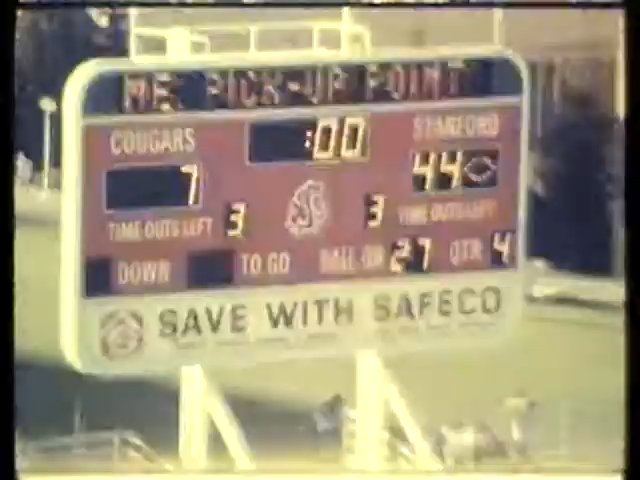 ME PICK-UP POINT
COUGARS :00 STANFORD
7 44
TIME OUTS LEFT 3 3 TIME OUTS LEFT
DOWN TO GO BALL ON 27 QTR 4
SAVE WITH SAFECO